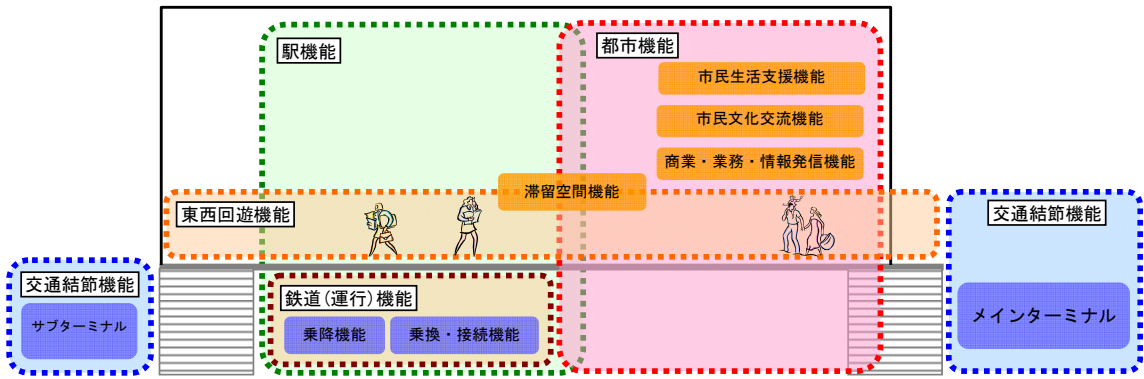 駅機能
都市機能
市民生活支援機能
市民文化交流機能
商業・業務・情報発信機能
滞留空間機能
東西回遊機能
交通結節機能
交通結節機能
鉄道(運行)機能
サブターミナル
乗降機能
乗換・接続機能
メインターミナル